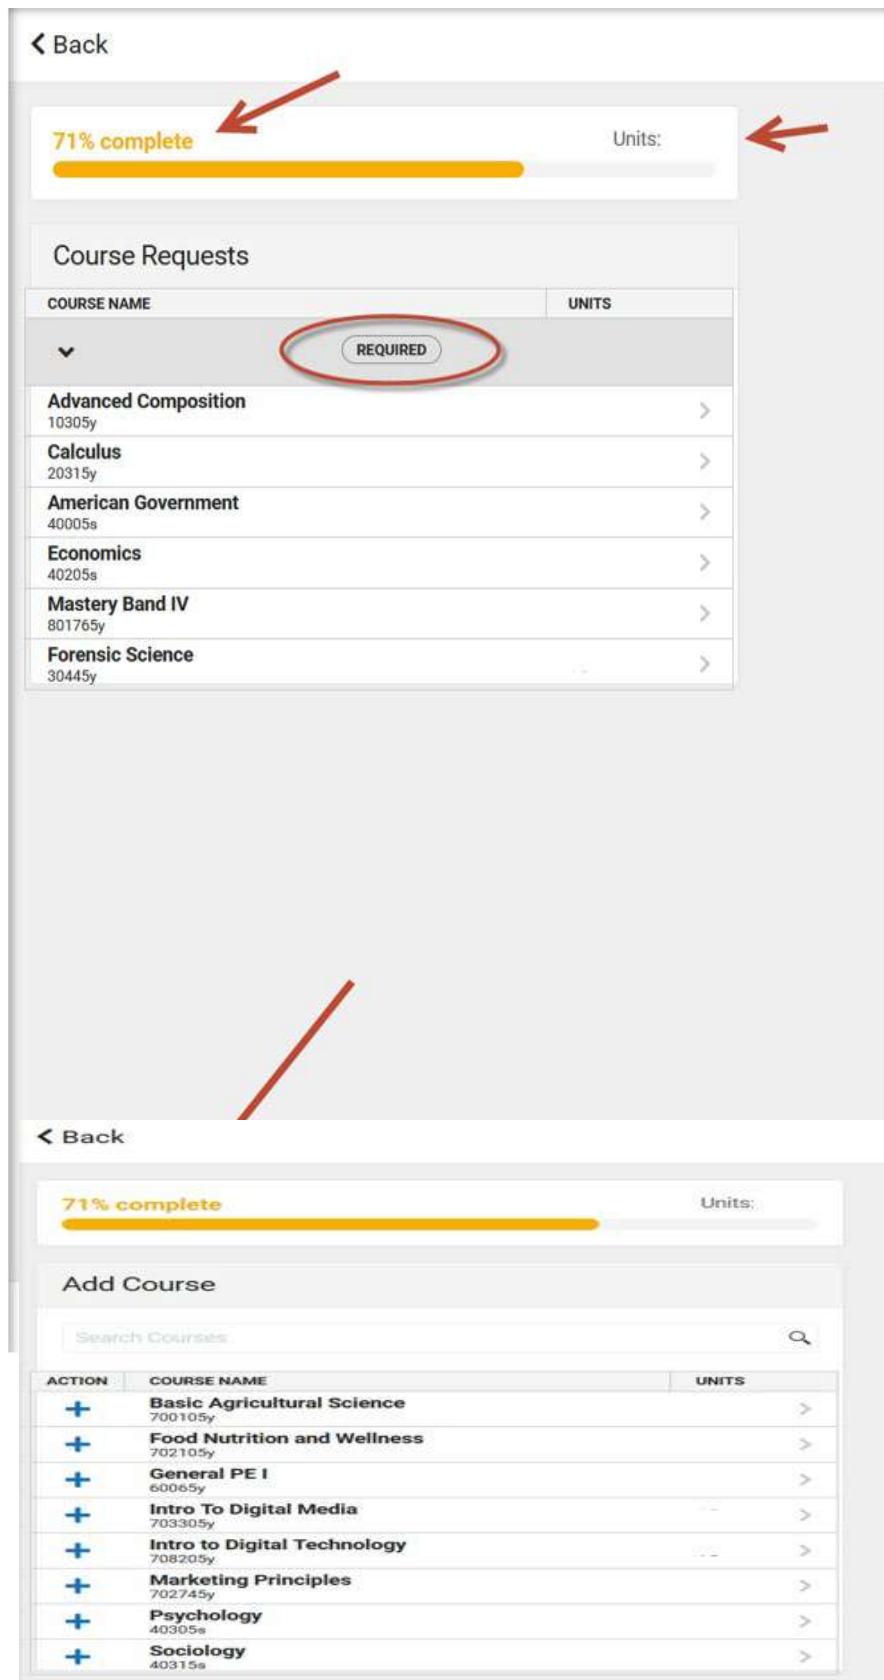 Back
71% complete Units:
Course Requests
COURSE NAME UNITS
REQUIRED
Advanced Composition
10305y
Calculus
20315y
American Government
40005s
Economics
40205s
Mastery Band IV
801765y
Forensic Science
30445y
Back
71% complete Units:
Add Course
Search Courses
ACTION COURSE NAME UNITS
Basic Agricultural Science
700105y
Food Nutrition and Wellness
702105y
General PE I
60065y
Intro To Digital Media
703305y
Intro to Digital Technology
708205y
Marketing Principles
702745y
Psychology
40305s
Sociology
40315s